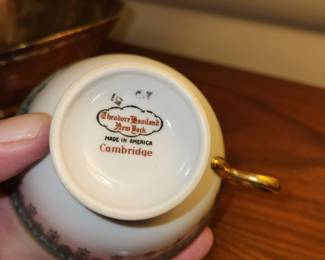 Theodore Haviland
New York
MADE IN AMERICA
Cambridge